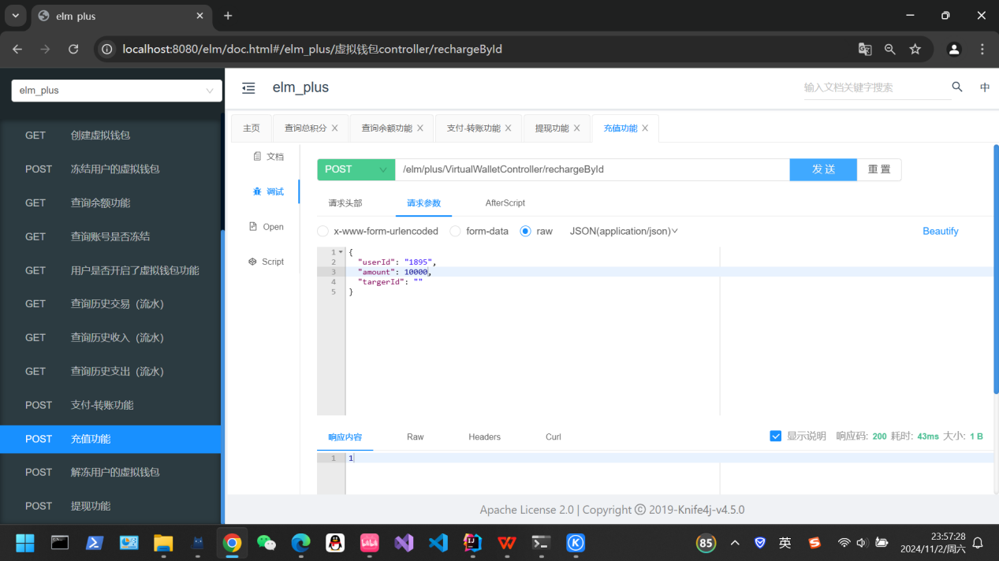 elm_plus
localhost:8080/elm/doc.html#/elm_plus/虚拟钱包controller/rechargeById
elm_plus
elm_plus
输入文档关键字搜索
中
主页
查询总积分
查询余额功能
支付-转账功能
提现功能
充值功能
GET 创建虚拟钱包
POST 冻结用户的虚拟钱包
GET 查询余额功能
GET 查询账号是否冻结
GET 用户是否开启了虚拟钱包功能
GET 查询历史交易（流水）
GET 查询历史收入（流水）
GET 查询历史支出（流水）
POST 支付-转账功能
POST 充值功能
POST 解冻用户的虚拟钱包
POST 提现功能
文档
调试
Open
Script
POST /elm/plus/VirtualWalletController/rechargeById 发 送 重 置
请求头部 请求参数 AfterScript
x-www-form-urlencoded form-data raw JSON(application/json) Beautify
1 {
2 "userId": "1895",
3 "amount": 10000,
4 "targerId": ""
5 }
响应内容 Raw Headers Curl 显示说明 响应码: 200 耗时: 43ms 大小: 1 B
1 1
Apache License 2.0 | Copyright © 2019-Knife4j-v4.5.0
85
英
23:57:28
2024/11/2/周六